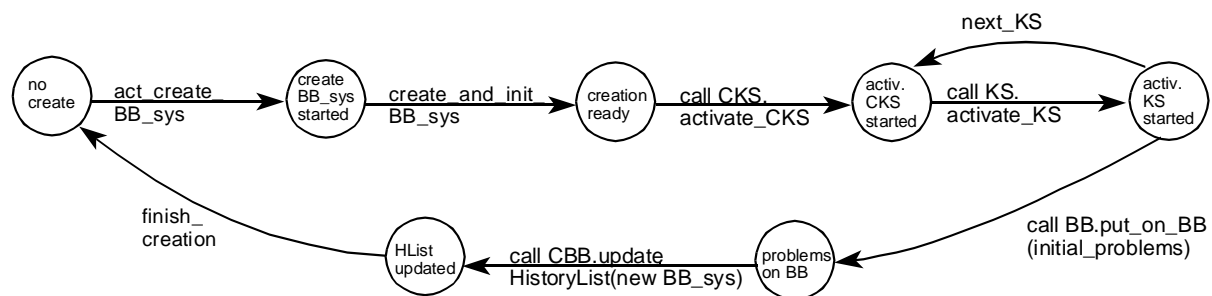 next_KS
no
create
act_create_
BB_sys
create
BB_sys
started
create_and_init_
BB_sys
creation
ready
call CKS.
activate_CKS
activ.
CKS
started
call KS.
activate_KS
activ.
KS
started
finish_
creation
HList
updated
call CBB.update_
HistoryList(new BB_sys)
problems
on BB
call BB.put_on_BB
(initial_problems)